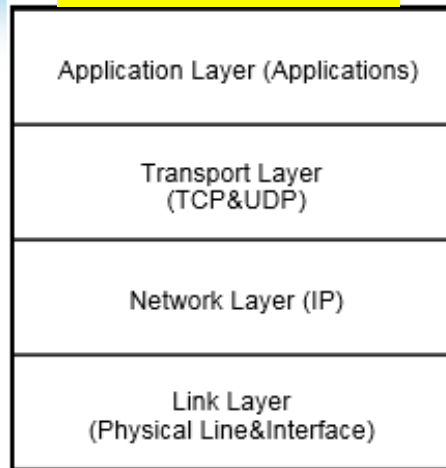 Application Layer (Applications)
Transport Layer
(TCP&UDP)
Network Layer (IP)
Link Layer
(Physical Line&Interface)